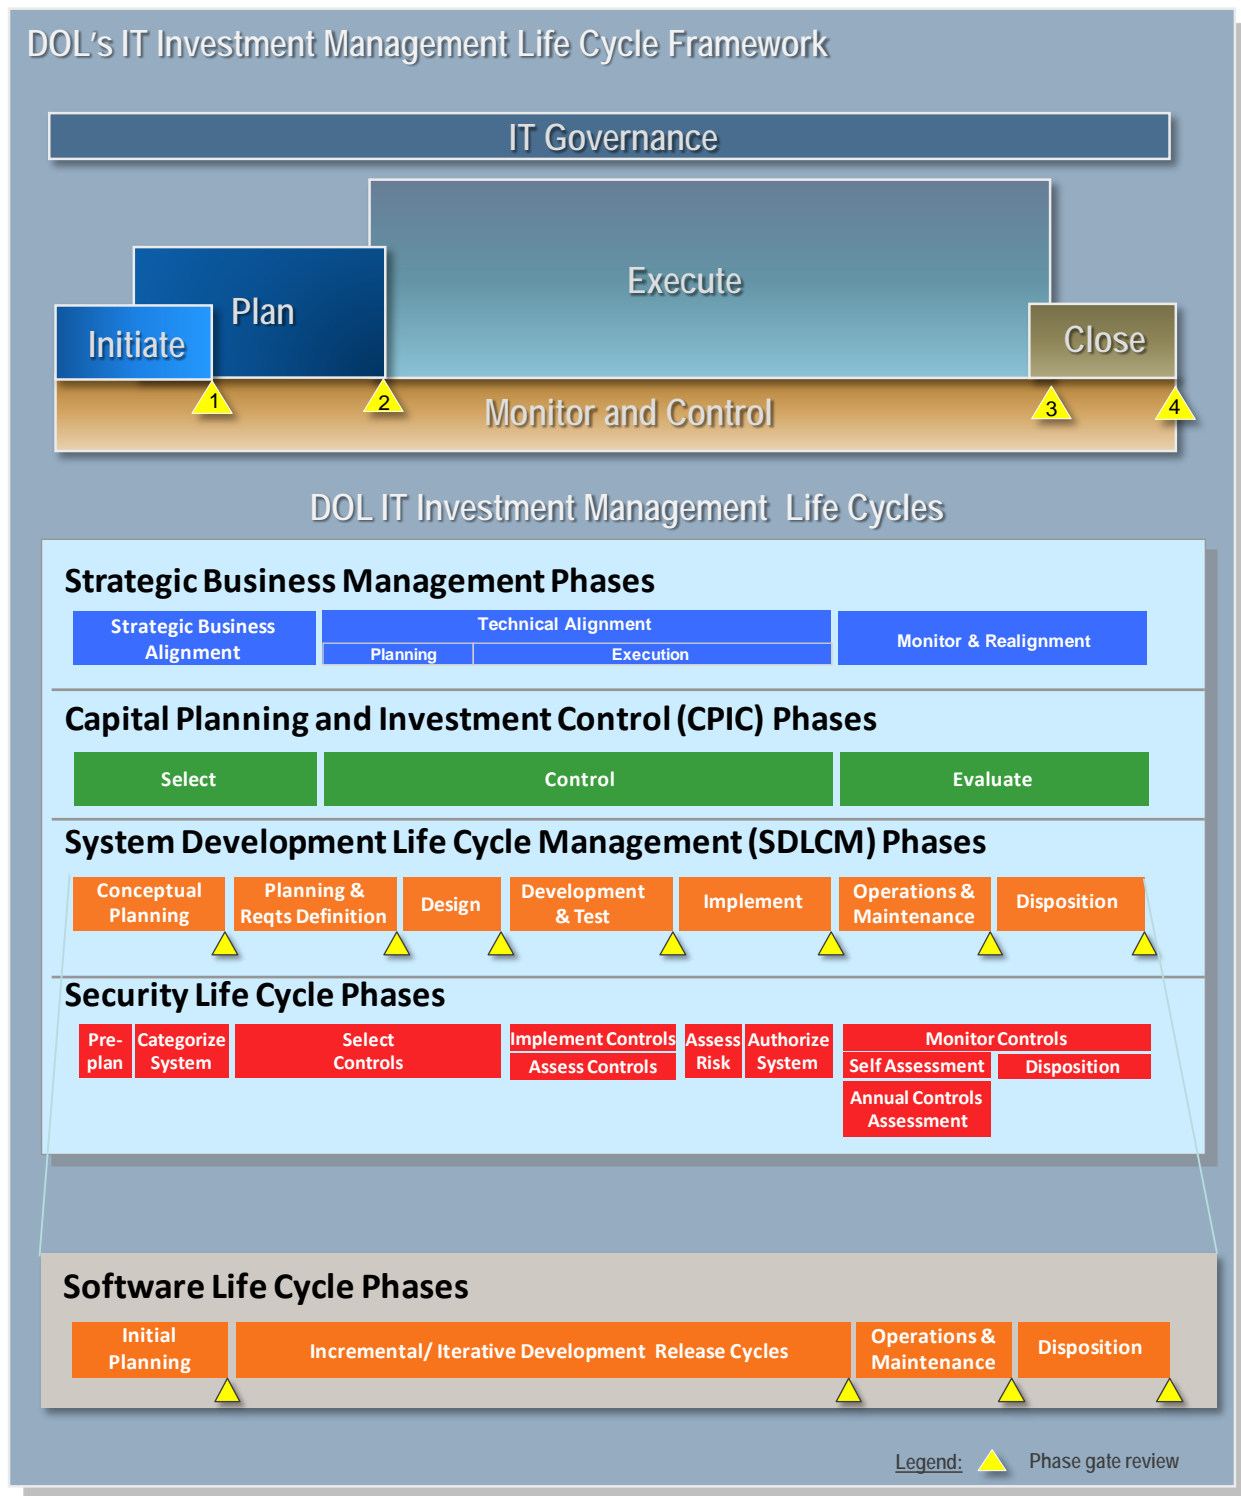 DOL's IT Investment Management Life Cycle Framework
IT Governance
Execute
Plan
Initiate
Close
1
2
3
4
Monitor and Control
DOL IT Investment Management Life Cycles
Strategic Business Management Phases
Strategic Business
Alignment
Technical Alignment
Planning
Execution
Monitor & Realignment
Capital Planning and Investment Control (CPIC) Phases
Select
Control
Evaluate
System Development Life Cycle Management (SDLCM) Phases
Conceptual
Planning
Planning &
Reqts Definition
Design
Development
& Test
Implement
Operations &
Maintenance
Disposition
Security Life Cycle Phases
Pre-
plan
Categorize
System
Select
Controls
Implement Controls
Assess Controls
Assess
Risk
Authorize
System
Monitor Controls
Self Assessment
Disposition
Annual Controls
Assessment
Software Life Cycle Phases
Initial
Planning
Incremental/ Iterative Development Release Cycles
Operations &
Maintenance
Disposition
Legend:
Phase gate review